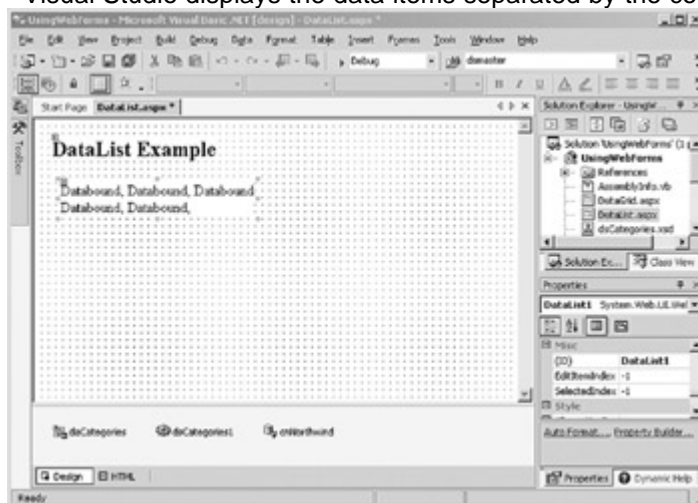 Visual Studio displays the data items separated by the
UsingWebForms - Microsoft Visual Basic .NET [design] - DataList.aspx *
File Edit View Project Build Debug Data Format Table Insert Frames Tools Window Help
Debug dsmaster
Start Page DataList.aspx *
Toolbox
DataList Example
Databound, Databound, Databound
Databound, Databound,
daCategories dsCategories1 cnNorthwind
Design HTML
Ready
Solution Explorer - UsingW...
Solution 'UsingWebForms' (1
UsingWebForms
References
AssemblyInfo.vb
DataGrid.aspx
DataList.aspx
dsCategories.xsd
Solution Ex... Class View
Properties
DataList1 System.Web.UI.We
Misc
(ID) DataList1
EditItemIndex -1
SelectedIndex -1
Style
Auto Format..., Property Builder...
Properties Dynamic Help